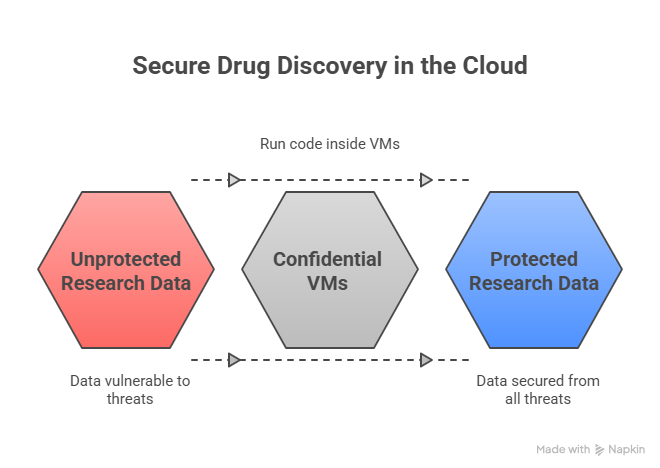 Secure Drug Discovery in the Cloud
Run code inside VMs
Unprotected
Research Data
Confidential
VMs
Protected
Research Data
Data vulnerable to
threats
Data secured from
all threats
Made with Napkin